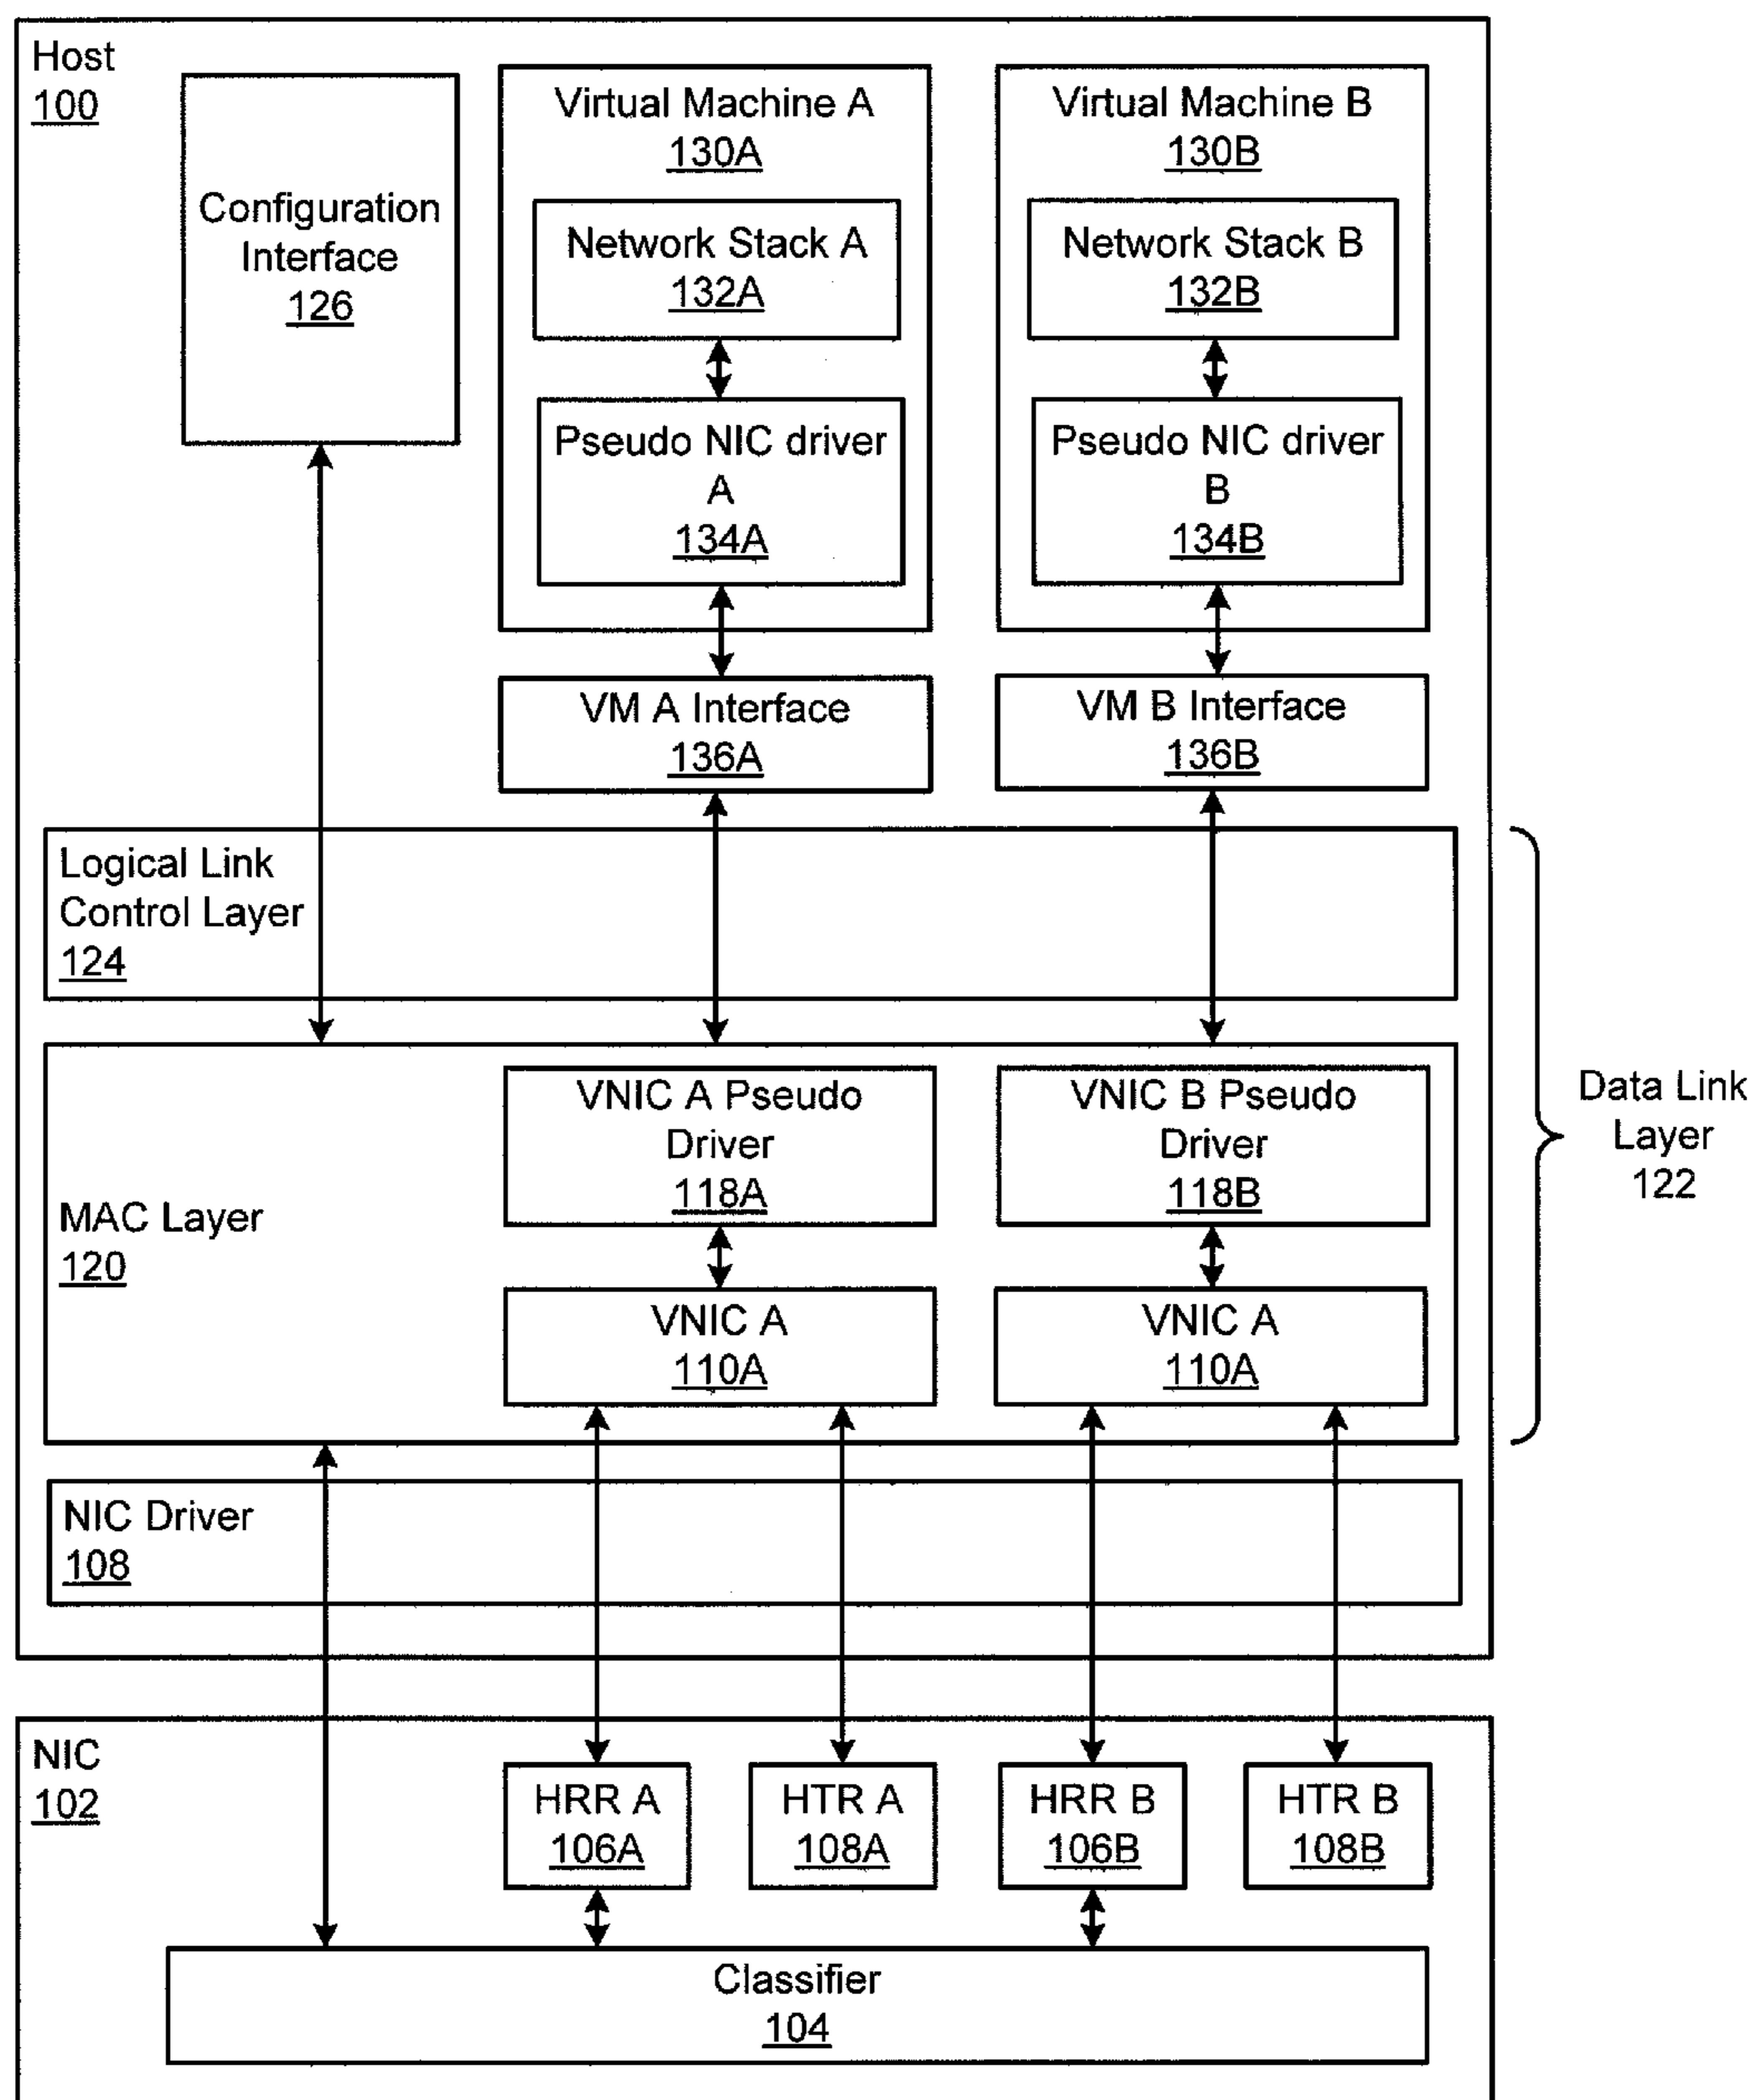 Host
100
Configuration
Interface
126
Virtual Machine A
130A
Network Stack A
132A
Pseudo NIC driver
A
134A
Virtual Machine B
130B
Network Stack B
132B
Pseudo NIC driver
B
134B
VM A Interface
136A
VM B Interface
136B
Logical Link
Control Layer
124
MAC Layer
120
VNIC A Pseudo
Driver
118A
VNIC B Pseudo
Driver
118B
VNIC A
110A
VNIC A
110A
Data Link
Layer
122
NIC Driver
108
NIC
102
HRR A
106A
HTR A
108A
HRR B
106B
HTR B
108B
Classifier
104